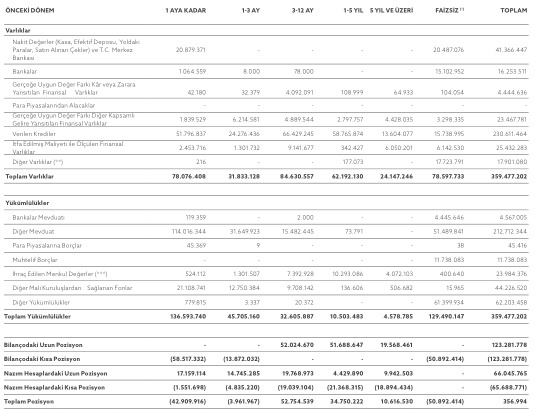 ÖNCEKİ DÖNEM 1 AYA KADAR 1-3 AY 3-12 AY 1-5 YIL 5 YIL VE ÜZERİ FAİZSİZ (*) TOPLAM
Varlıklar
Nakit Değerler (Kasa, Efektif Deposu, Yoldaki
Paralar, Satın Alınan Çekler) ve T.C. Merkez
Bankası 20.879.371 - - - - 20.487.076 41.366.447
Bankalar 1.064.559 8.000 78.000 - - 15.102.952 16.253.511
Gerçeğe Uygun Değer Farkı Kâr veya Zarara
Yansıtılan Finansal Varlıklar 42.180 32.379 4.092.091 108.999 64.933 104.054 4.444.636
Para Piyasalarından Alacaklar - - - - - - -
Gerçeğe Uygun Değer Farkı Diğer Kapsamlı
Gelire Yansıtılan Finansal Varlıklar 1.839.529 6.214.581 4.889.544 2.797.757 4.428.035 3.298.335 23.467.781
Verilen Krediler 51.796.837 24.276.436 66.429.245 58.765.874 13.604.077 15.738.995 230.611.464
İtfa Edilmiş Maliyeti ile Ölçülen Finansal
Varlıklar 2.453.716 1.301.732 9.141.677 342.427 6.050.201 6.142.530 25.432.283
Diğer Varlıklar (**) 216 - - 177.073 - 17.723.791 17.901.080
Toplam Varlıklar 78.076.408 31.833.128 84.630.557 62.192.130 24.147.246 78.597.733 359.477.202
Yükümlülükler
Bankalar Mevduatı 119.359 - 2.000 - - 4.445.646 4.567.005
Diğer Mevduat 114.016.344 31.649.923 15.482.445 73.791 - 51.489.841 212.712.344
Para Piyasalarına Borçlar 45.369 9 - - - 38 45.416
Muhtelif Borçlar - - - - - 11.738.083 11.738.083
İhraç Edilen Menkul Değerler (***) 524.112 1.301.507 7.392.928 10.293.086 4.072.103 400.640 23.984.376
Diğer Mali Kuruluşlardan Sağlanan Fonlar 21.108.741 12.750.384 9.708.142 136.606 506.682 15.965 44.226.520
Diğer Yükümlülükler 779.815 3.337 20.372 - - 61.399.934 62.203.458
Toplam Yükümlülükler 136.593.740 45.705.160 32.605.887 10.503.483 4.578.785 129.490.147 359.477.202
Bilançodaki Uzun Pozisyon - - 52.024.670 51.688.647 19.568.461 - 123.281.778
Bilançodaki Kısa Pozisyon (58.517.332) (13.872.032) - - - (50.892.414) (123.281.778)
Nazım Hesaplardaki Uzun Pozisyon 17.159.114 14.745.285 19.768.973 4.429.890 9.942.503 - 66.045.765
Nazım Hesaplardaki Kısa Pozisyon (1.551.698) (4.835.220) (19.039.104) (21.368.315) (18.894.434) - (65.688.771)
Toplam Pozisyon (42.909.916) (3.961.967) 52.754.539 34.750.222 10.616.530 (50.892.414) 356.994